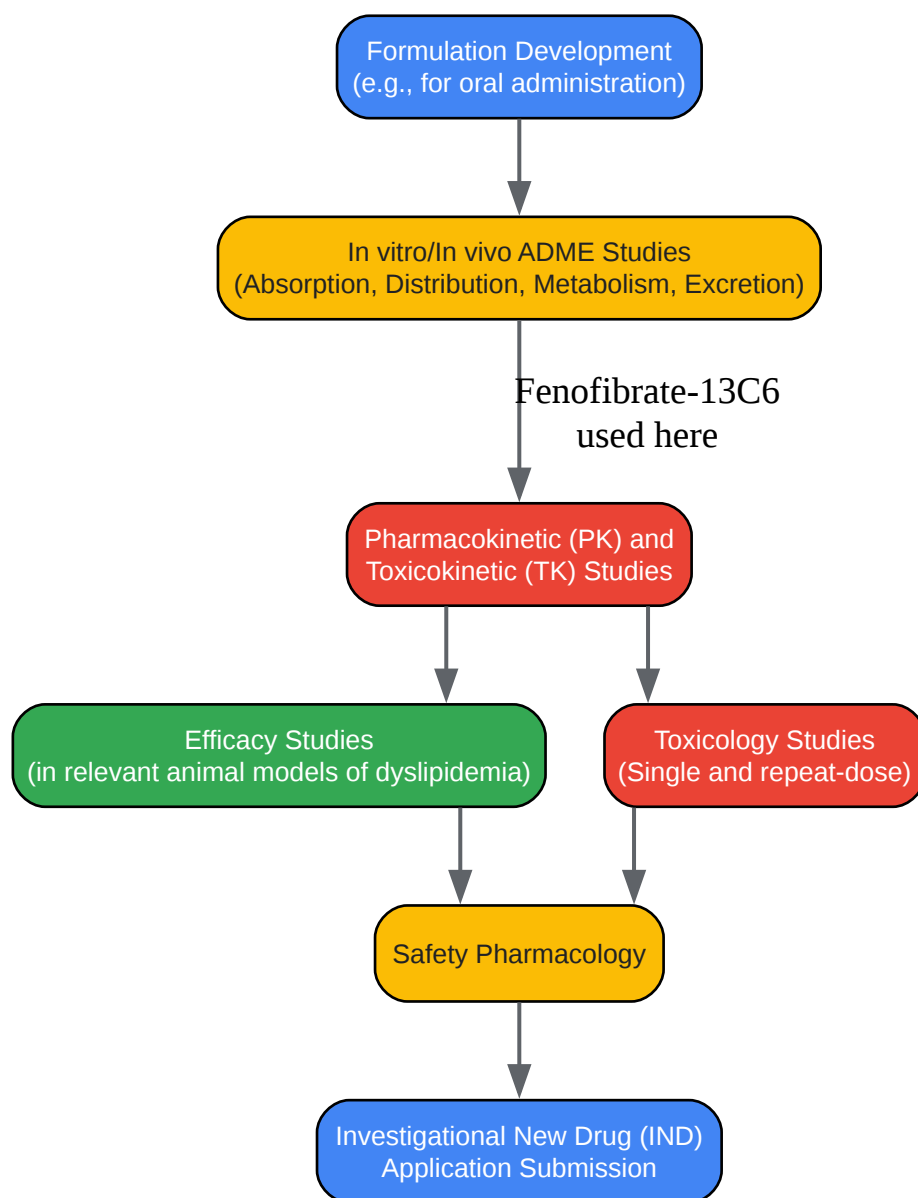 Formulation Development
(e.g., for oral administration)
In vitro/In vivo ADME Studies
(Absorption, Distribution, Metabolism, Excretion)
Fenofibrate-13C6
used here
Pharmacokinetic (PK) and
Toxicokinetic (TK) Studies
Efficacy Studies
(in relevant animal models of dyslipidemia)
Toxicology Studies
(Single and repeat-dose)
Safety Pharmacology
Investigational New Drug (IND)
Application Submission